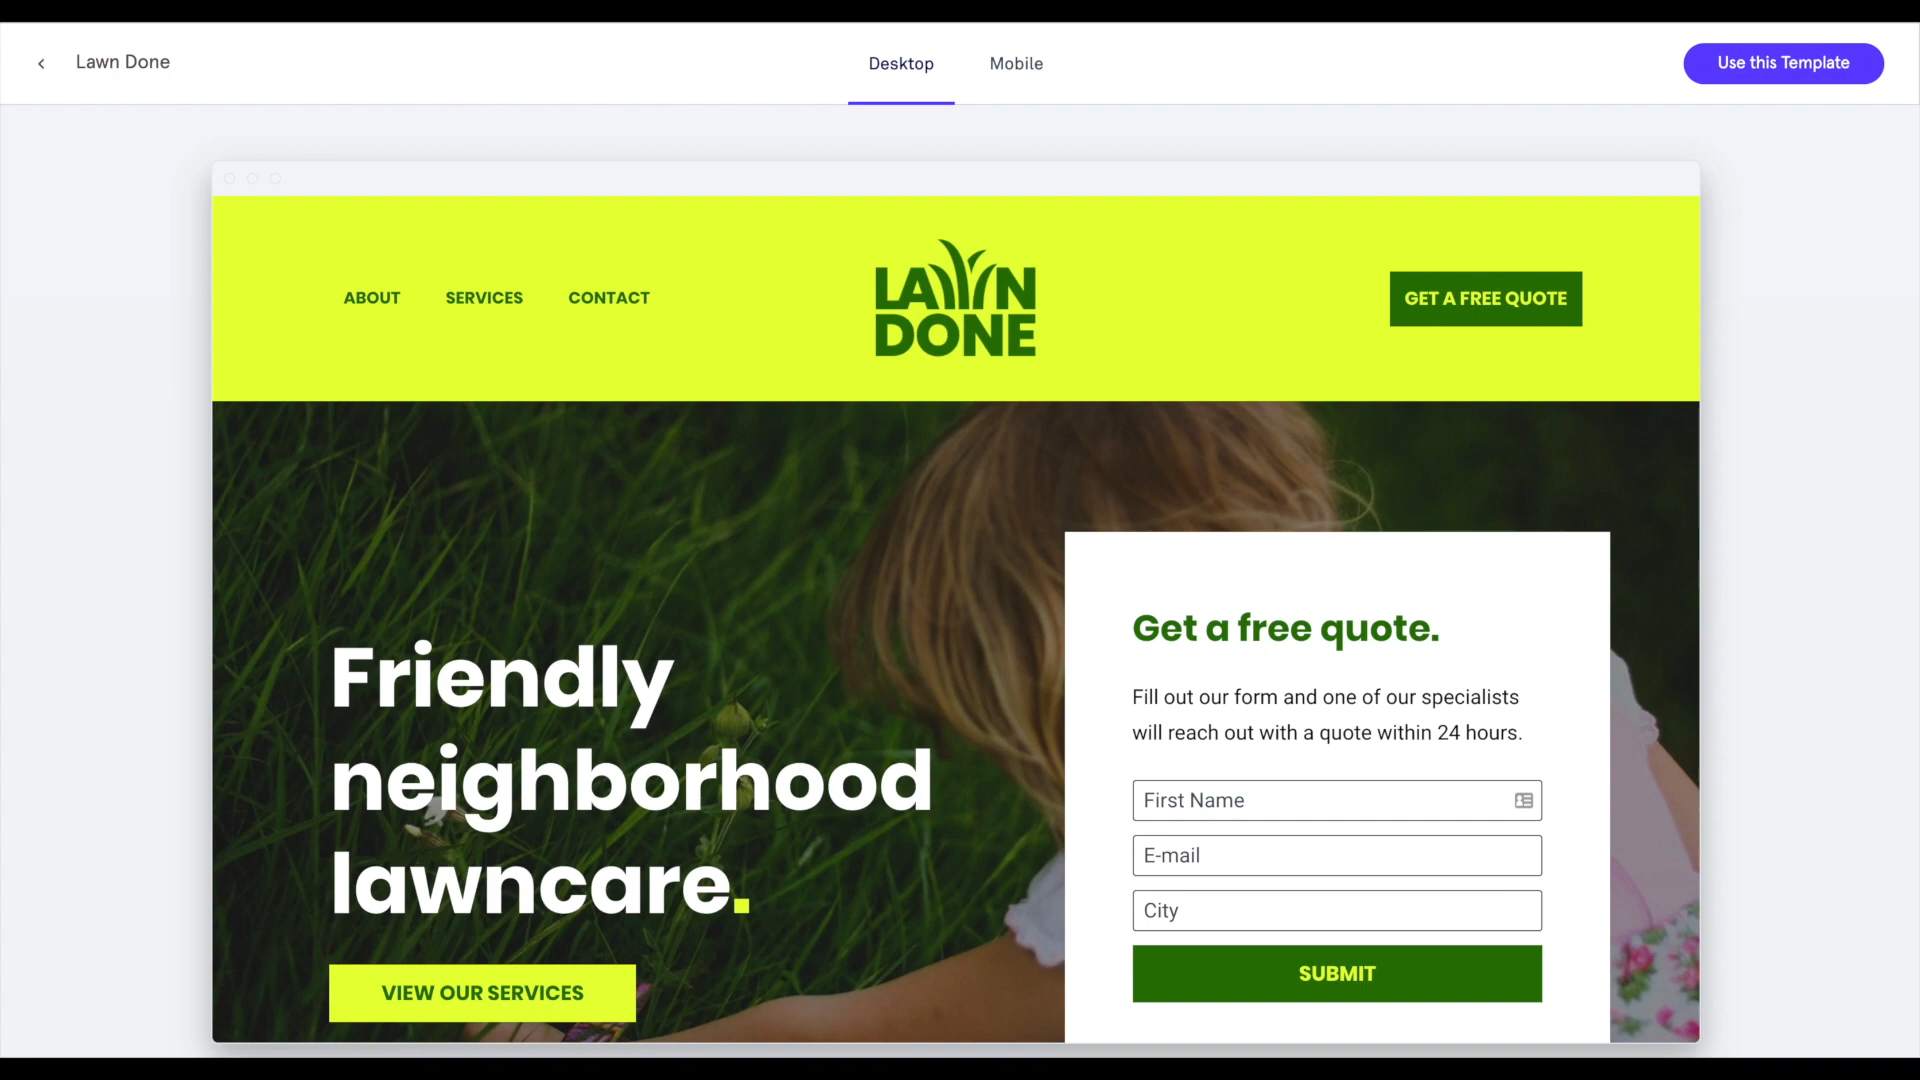 Lawn Done
Desktop
Mobile
Use this Template
ABOUT
SERVICES
CONTACT
LAWN
DONE
GET A FREE QUOTE
Friendly
neighborhood
lawncare.
VIEW OUR SERVICES
Get a free quote.
Fill out our form and one of our specialists
will reach out with a quote within 24 hours.
First Name
E-mail
City
SUBMIT